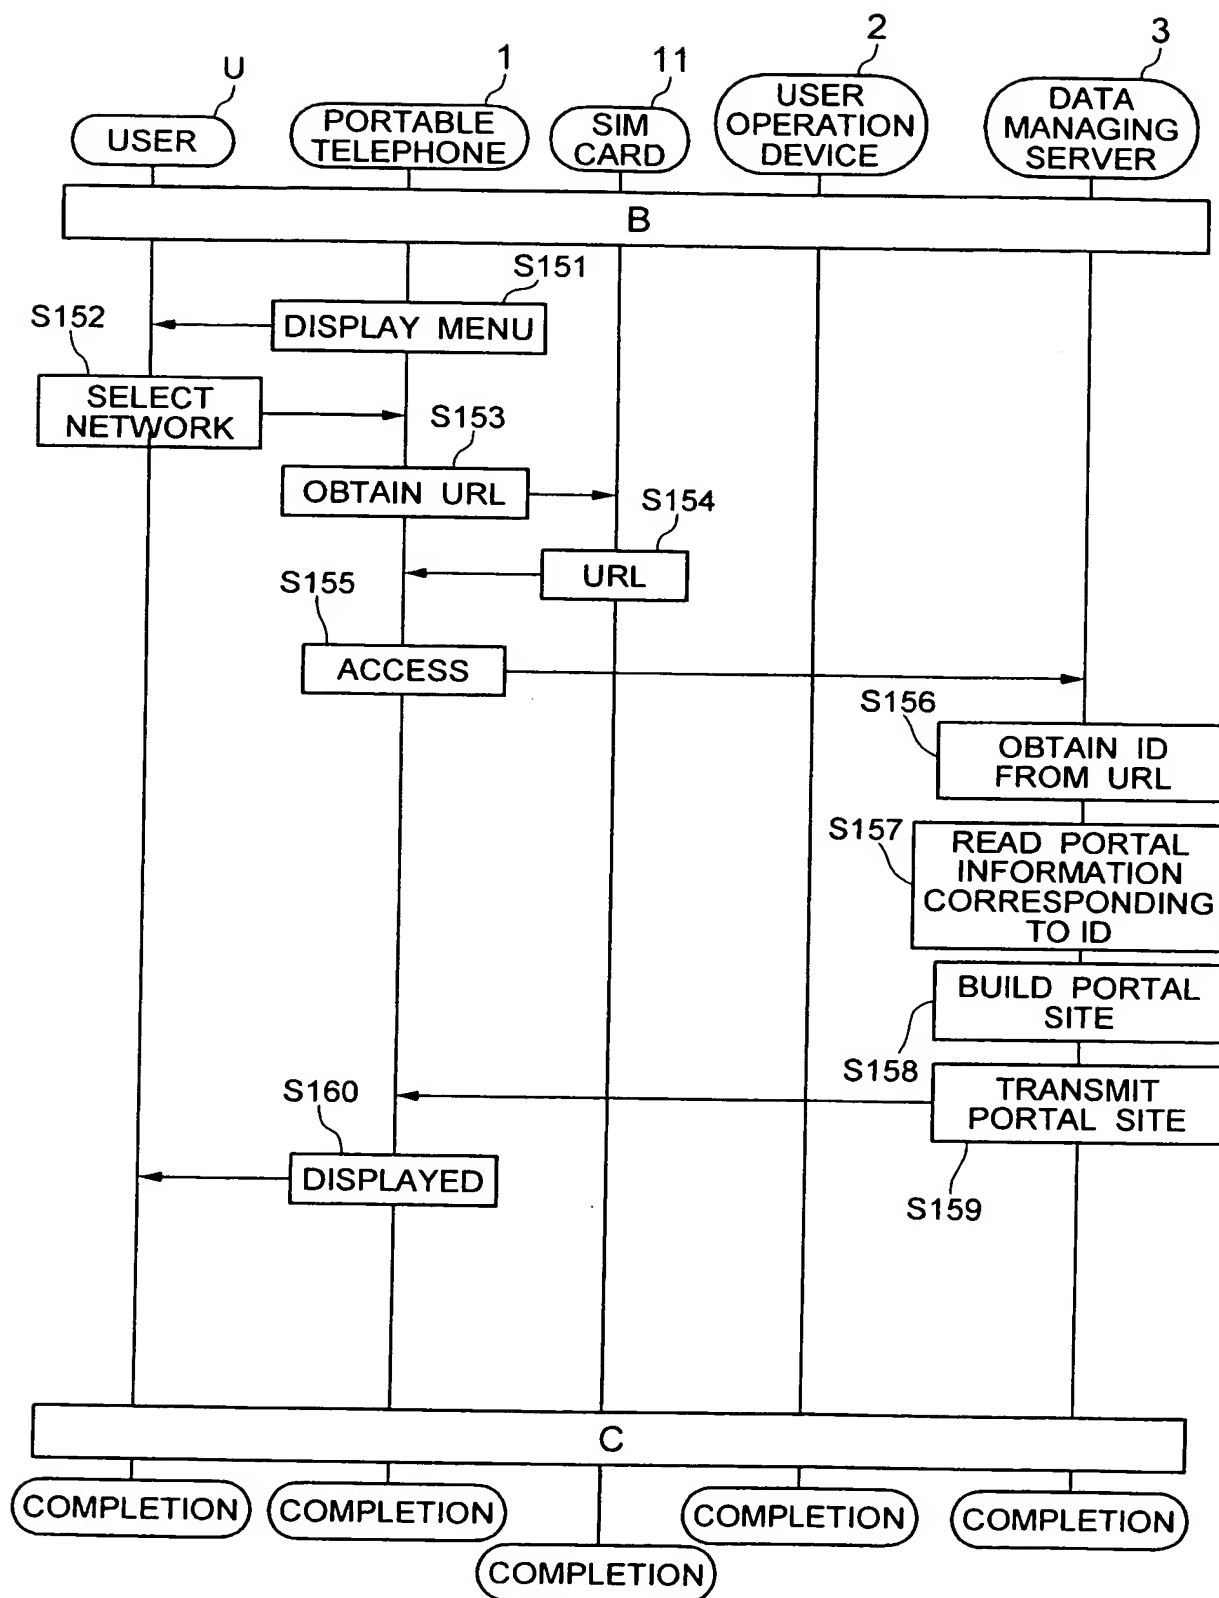 U
1
11
2
3
USER
PORTABLE
TELEPHONE
SIM
CARD
USER
OPERATION
DEVICE
DATA
MANAGING
SERVER
B
S151
DISPLAY MENU
S152
SELECT
NETWORK
S153
OBTAIN URL
S154
URL
S155
ACCESS
S156
OBTAIN ID
FROM URL
S157
READ PORTAL
INFORMATION
CORRESPONDING
TO ID
BUILD PORTAL
SITE
S158
TRANSMIT
PORTAL SITE
S159
S160
DISPLAYED
C
COMPLETION
COMPLETION
COMPLETION
COMPLETION
COMPLETION